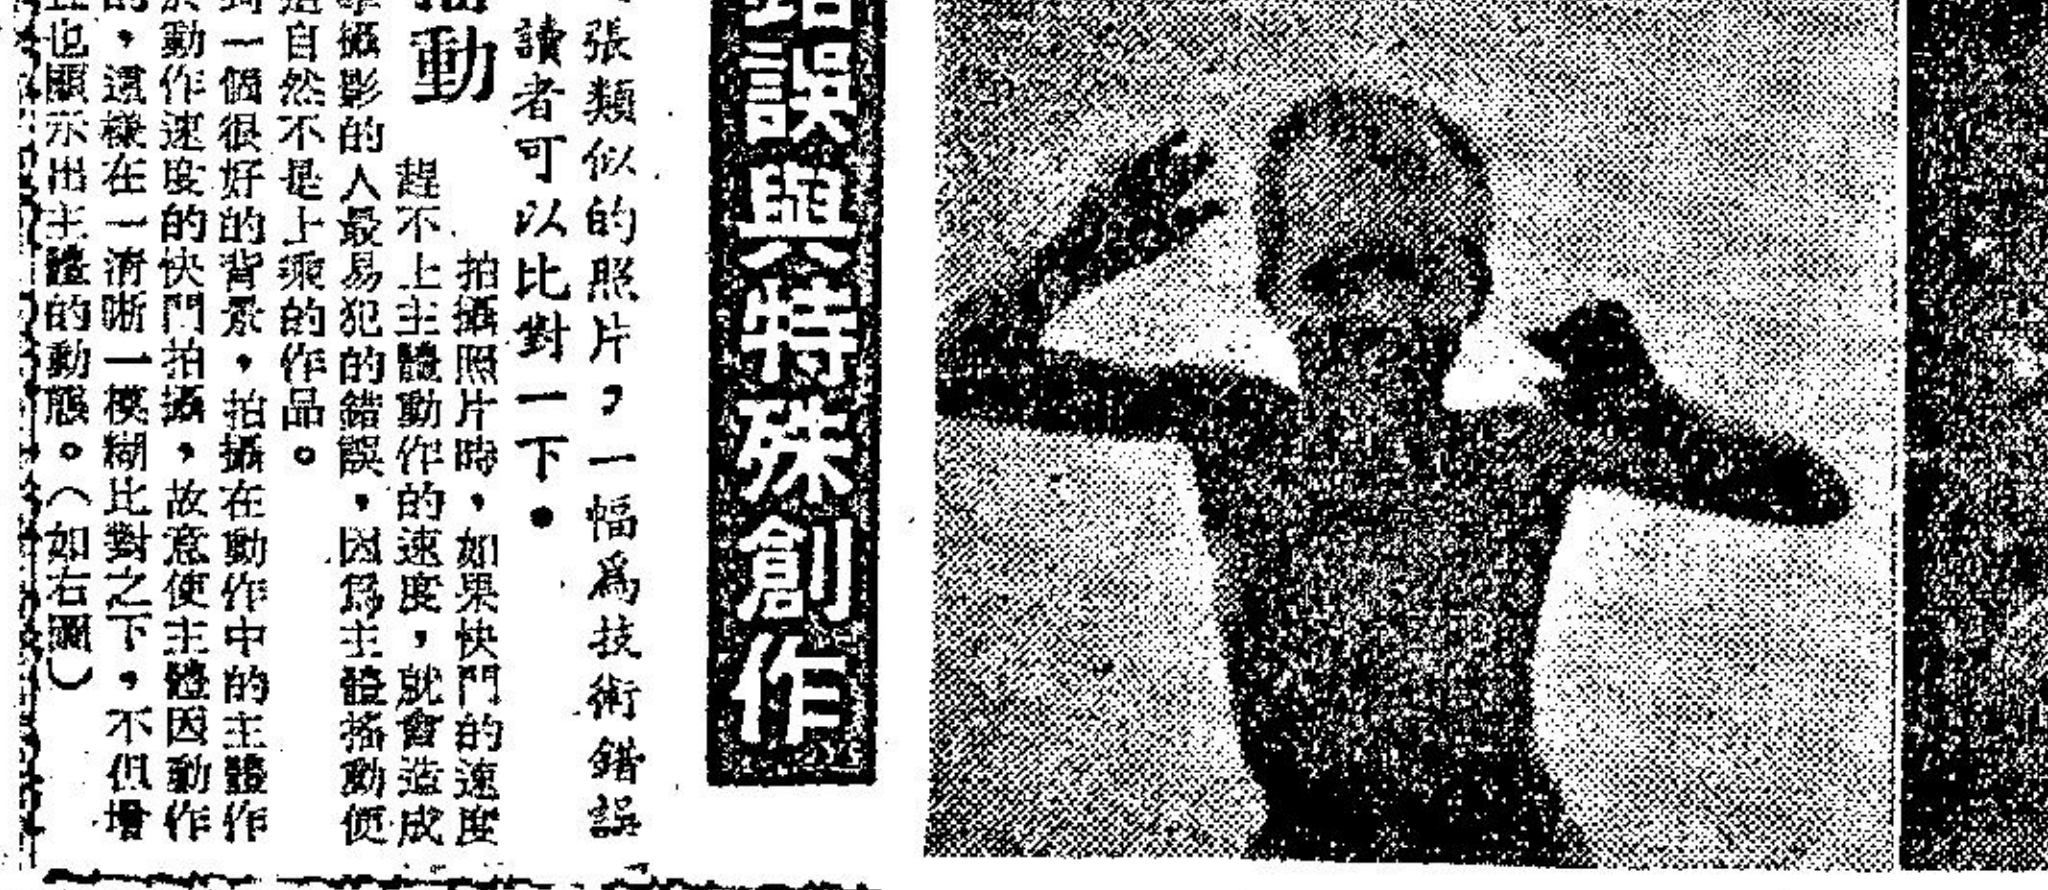 誤與特殊創作
張類似的照片，一幅為技術錯誤
讀者可以比對一下。
動
拍攝照片時，如果快門的速度
趕不上主體動作的速度，就會造成
攝影的人最易犯的錯誤，因爲主體搖動便
自然不是上乘的作品。
一個很好的背景，拍攝在動作中的主體作
動作速度的快門拍攝，故意使主體因動作
的，這樣在一清晰一模糊比對之下，不但增
也顯示出主體的動態。（如右圖）